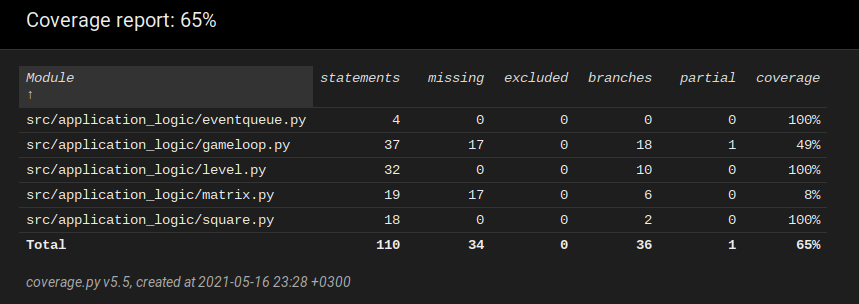 Coverage report: 65%
Module statements missing excluded branches partial coverage
↑
src/application_logic/eventqueue.py 4 0 0 0 0 100%
src/application_logic/gameloop.py 37 17 0 18 1 49%
src/application_logic/level.py 32 0 0 10 0 100%
src/application_logic/matrix.py 19 17 0 6 0 8%
src/application_logic/square.py 18 0 0 2 0 100%
Total 110 34 0 36 1 65%
coverage.py v5.5, created at 2021-05-16 23:28 +0300